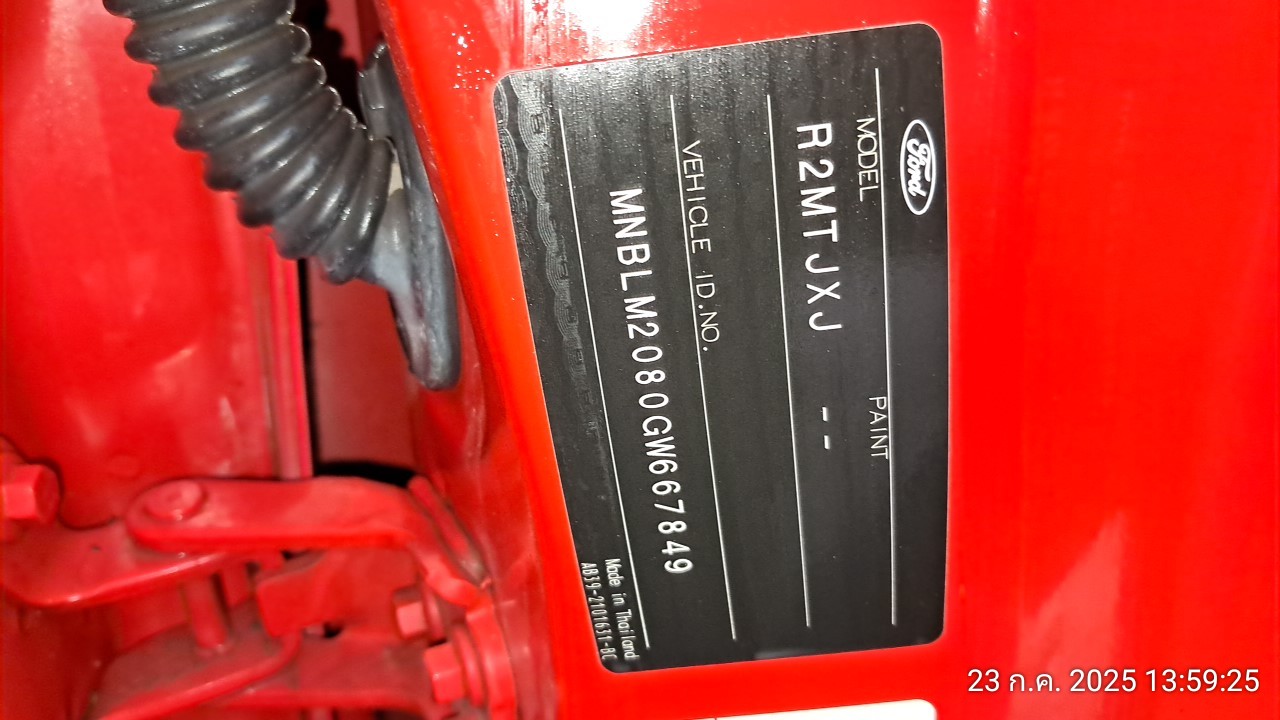 Ford
MODEL PAINT
R2MTJXJ --
VEHICLE ID.NO.
MNBLM2080GW667849
Made in Thailand
AB39-2101631-BC
23 ก.ค. 2025 13:59:25